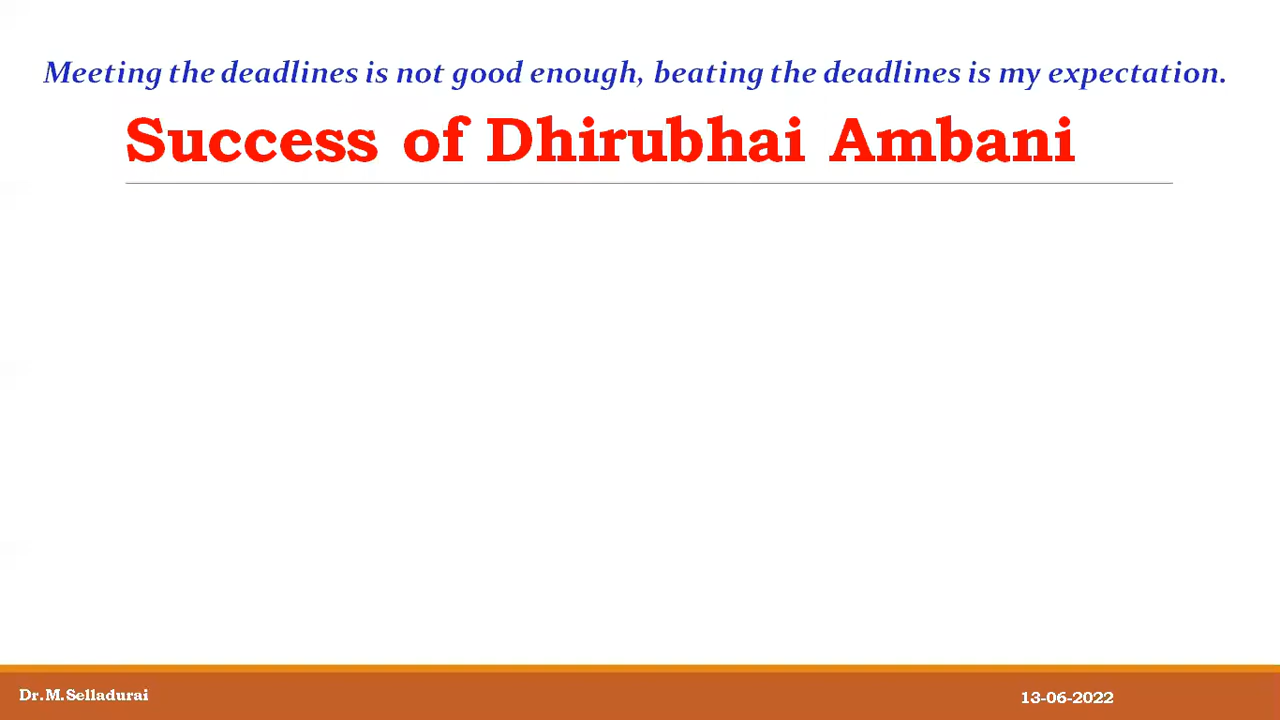 Meeting the deadlines is not good enough, beating the deadlines is my expectation.
Success of Dhirubhai Ambani
Dr.M.Selladurai
13-06-2022